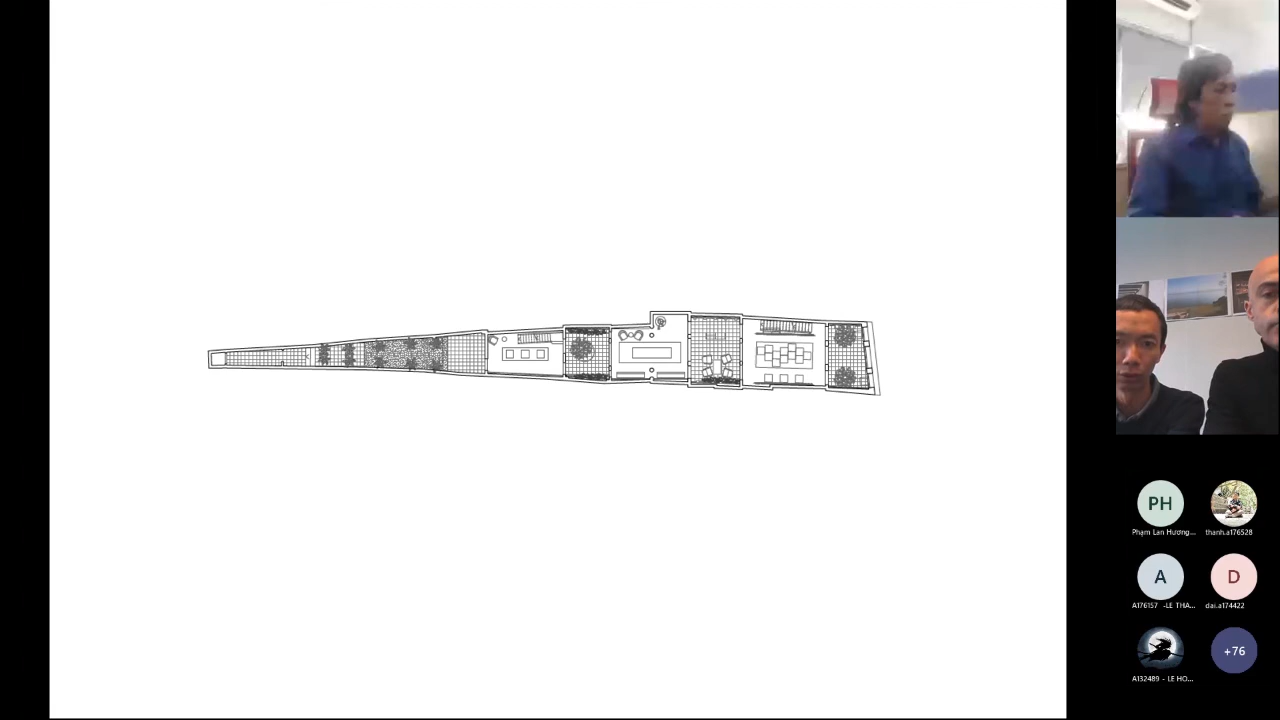 PH
Phạm Lan Hương...
thanh.a176528
A
A176157 -LE THA...
D
dai.a174422
A132489 - LE HO...
+76